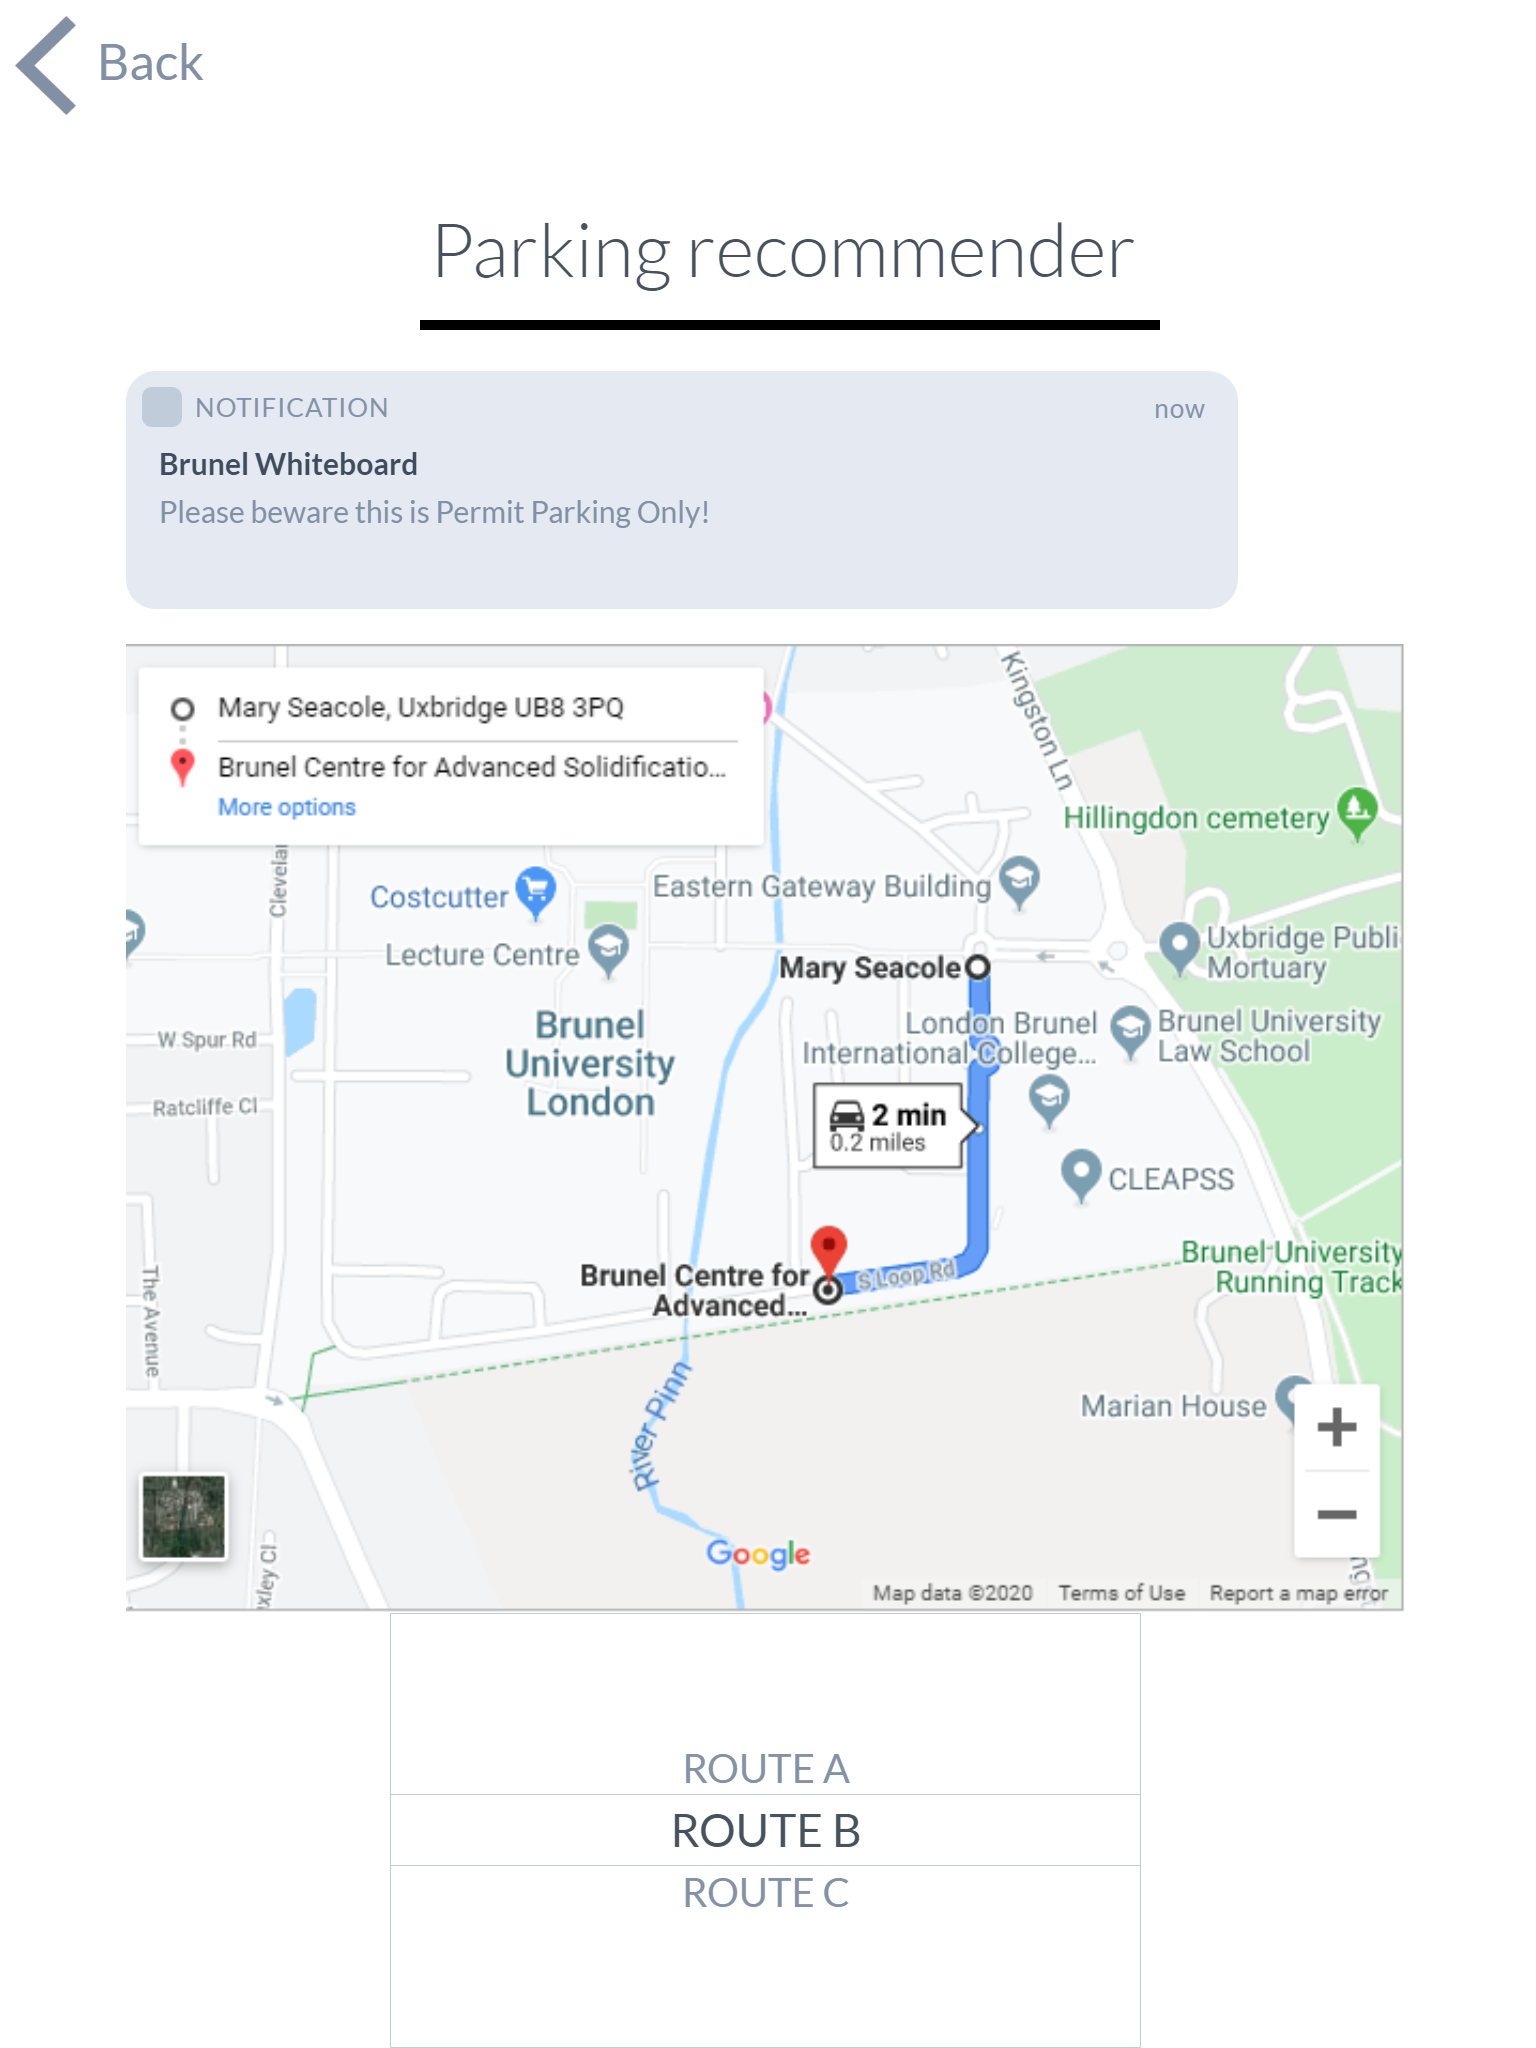 Back
Parking recommender
NOTIFICATION
now
Brunel Whiteboard
Please beware this is Permit Parking Only!
Mary Seacole, Uxbridge UB8 3PQ
Brunel Centre for Advanced Solidificatio...
More options
Kingston Ln
Hillingdon cemetery
Clevelan
Costcutter
Eastern Gateway Building
Lecture Centre
Uxbridge Publi
Mortuary
Mary Seacole
Brunel
University
London
London Brunel
International College...
Brunel University
Law School
W Spur Rd
Ratcliffe Cl
2 min
0.2 miles
CLEAPSS
Brunel University
Running Track
Brunel Centre for
Advanced...
S Loop Rd
The Avenue
River Pinn
Marian House
xley Cl
Google
Map data ©2020
Terms of Use
Report a map error
ROUTE A
ROUTE B
ROUTE C